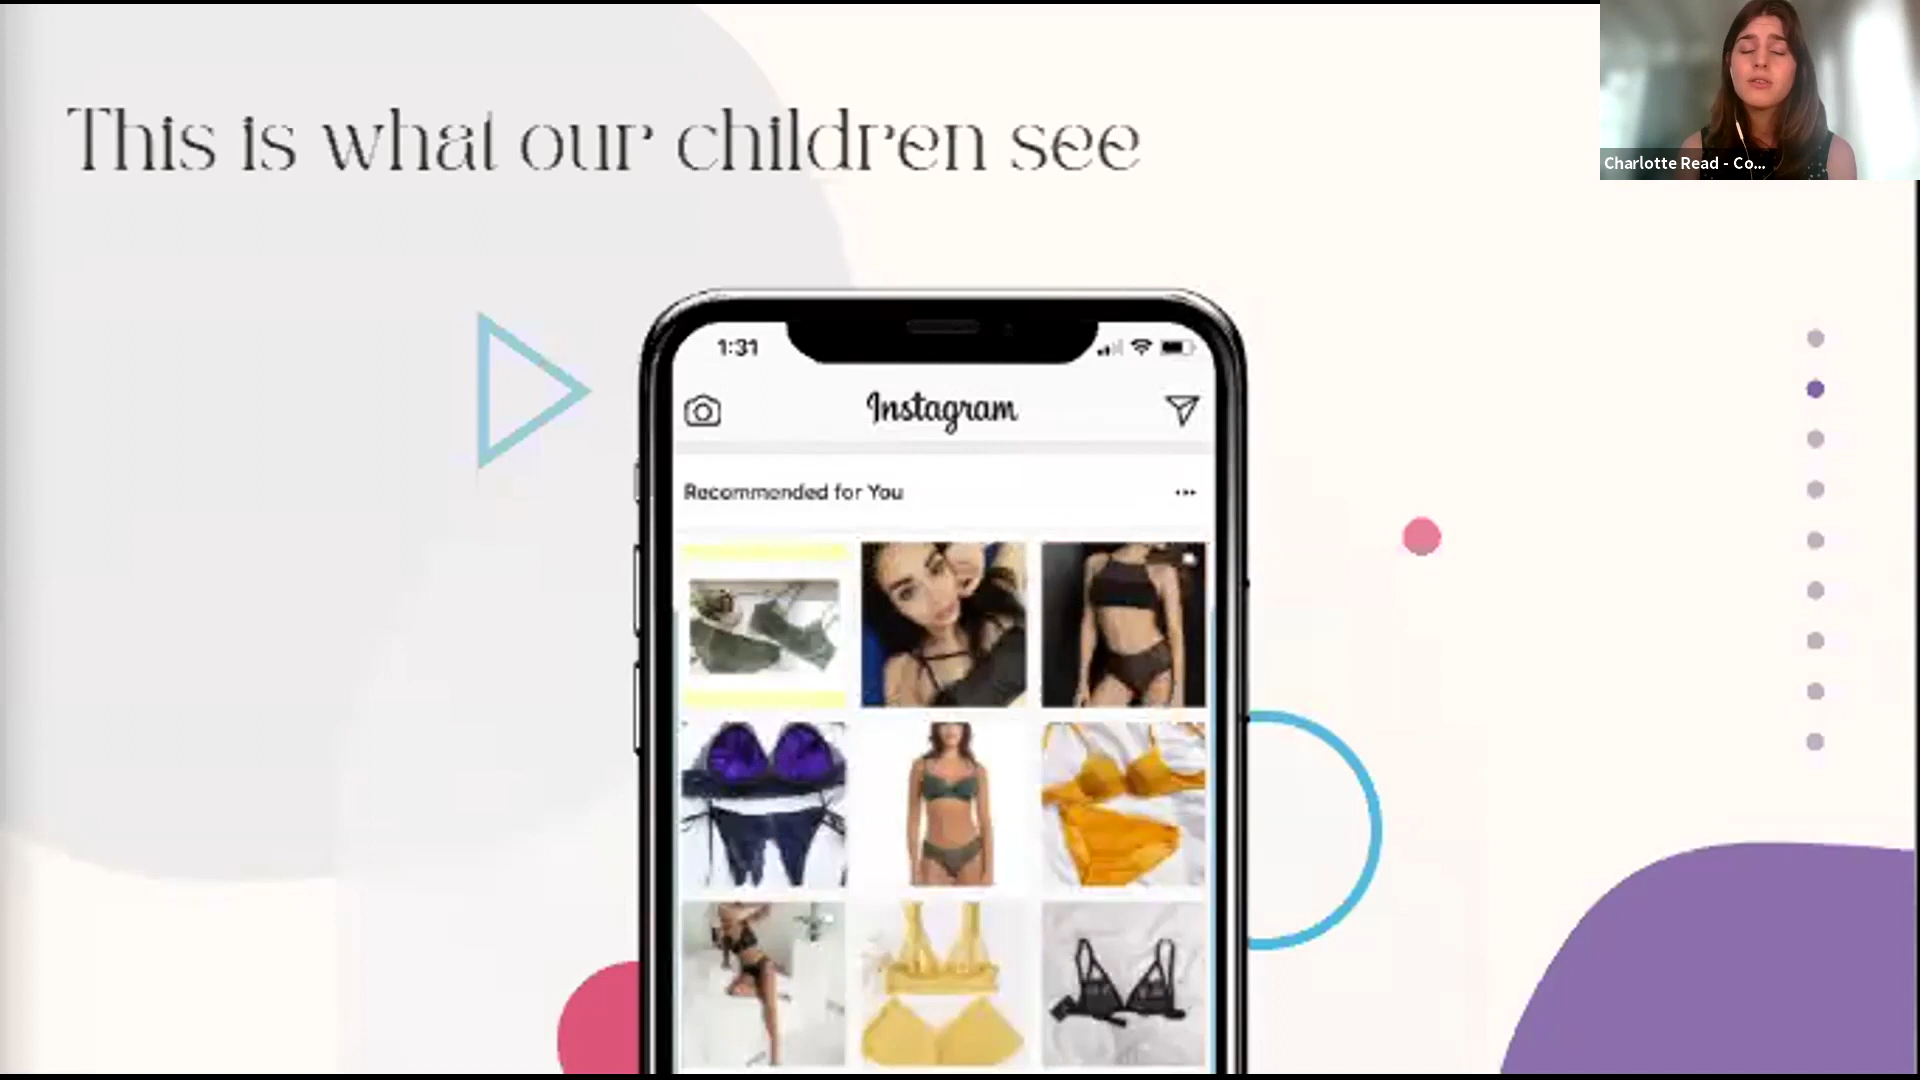 This is what our children see
Charlotte Read - Co...
1:31
Instagram
Recommended for You